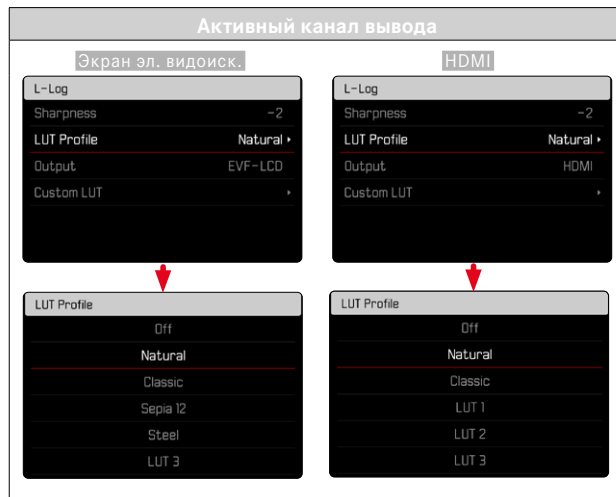 Активный канал вывода
Экран эл. видоиск.
L-Log
Sharpness -2
LUT Profile Natural
Output EVF-LCD
Custom LUT
LUT Profile
Off
Natural
Classic
Sepia 12
Steel
LUT 3
HDMI
L-Log
Sharpness -2
LUT Profile Natural
Output HDMI
Custom LUT
LUT Profile
Off
Natural
Classic
LUT 1
LUT 2
LUT 3